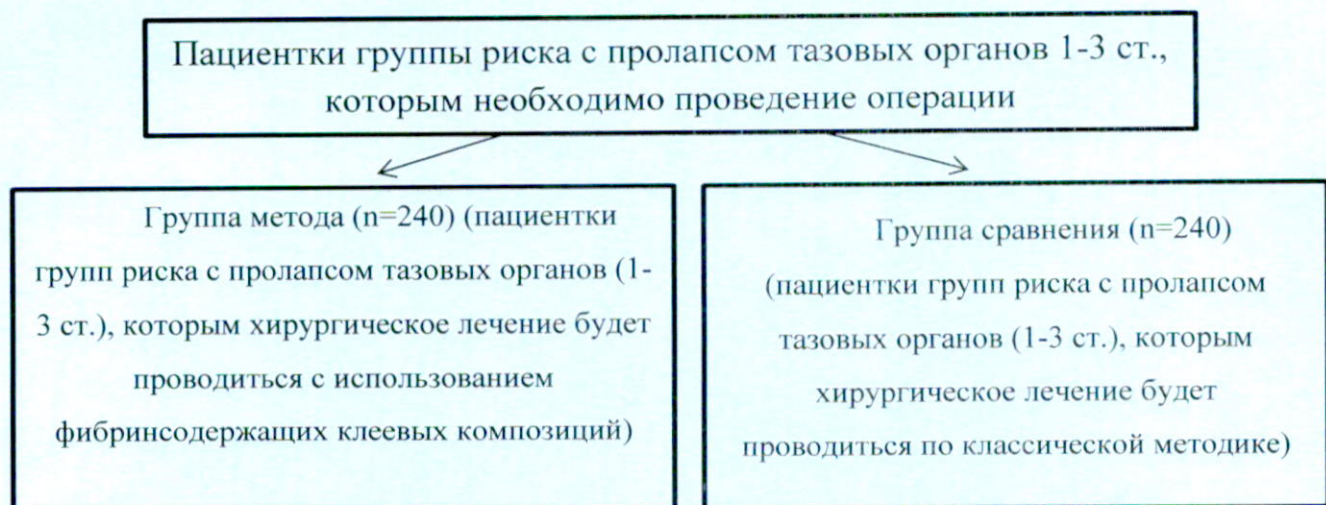 Пациентки группы риска с пролапсом тазовых органов 1-3 ст.,
которым необходимо проведение операции
Группа метода (n=240) (пациентки
групп риска с пролапсом тазовых органов (1-
3 ст.), которым хирургическое лечение будет
проводиться с использованием
фибринсодержащих клеевых композиций)
Группа сравнения (n=240)
(пациентки групп риска с пролапсом
тазовых органов (1-3 ст.), которым
хирургическое лечение будет
проводиться по классической методике)